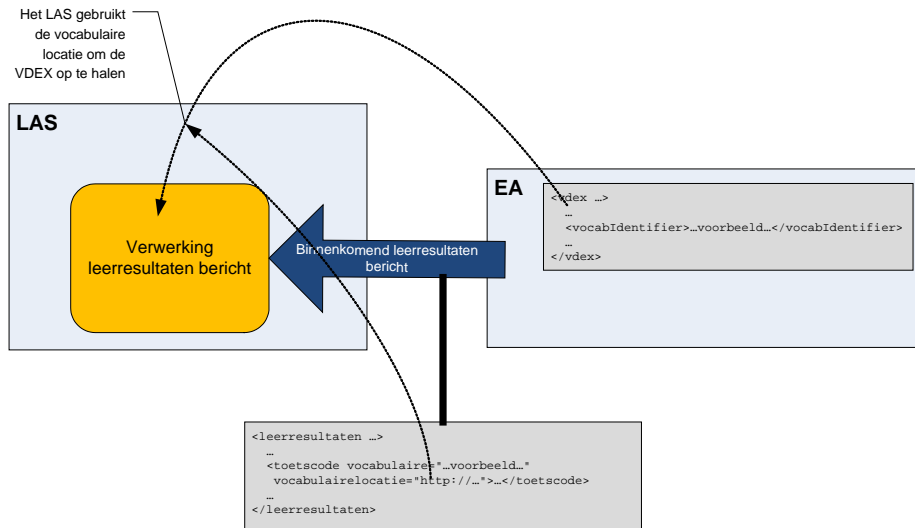 Het LAS gebruikt
de vocabulaire
locatie om de
VDEX op te halen
LAS
Verwerking
leerresultaten bericht
Binnenkomend leerresultaten
bericht
EA
<vdex …>
…
<vocabIdentifier>…voorbeeld…</vocabIdentifier>
…
</vdex>
<leerresultaten …>
…
<toetscode vocabulaire="…voorbeeld…"
vocabulairelocatie="http://…">…</toetscode>
…
</leerresultaten>